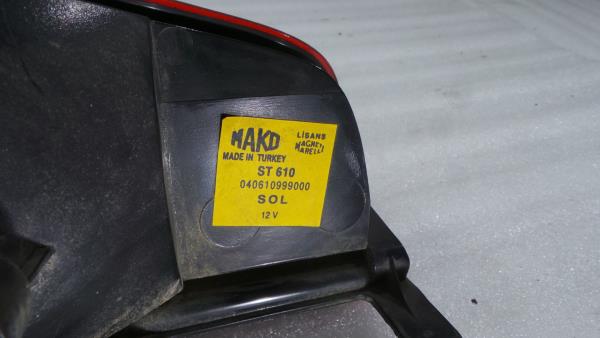 MAKO
LİSANS
MAGNETI
MARELLI
MADE IN TURKEY
ST 610
040610999000
SOL
12 V